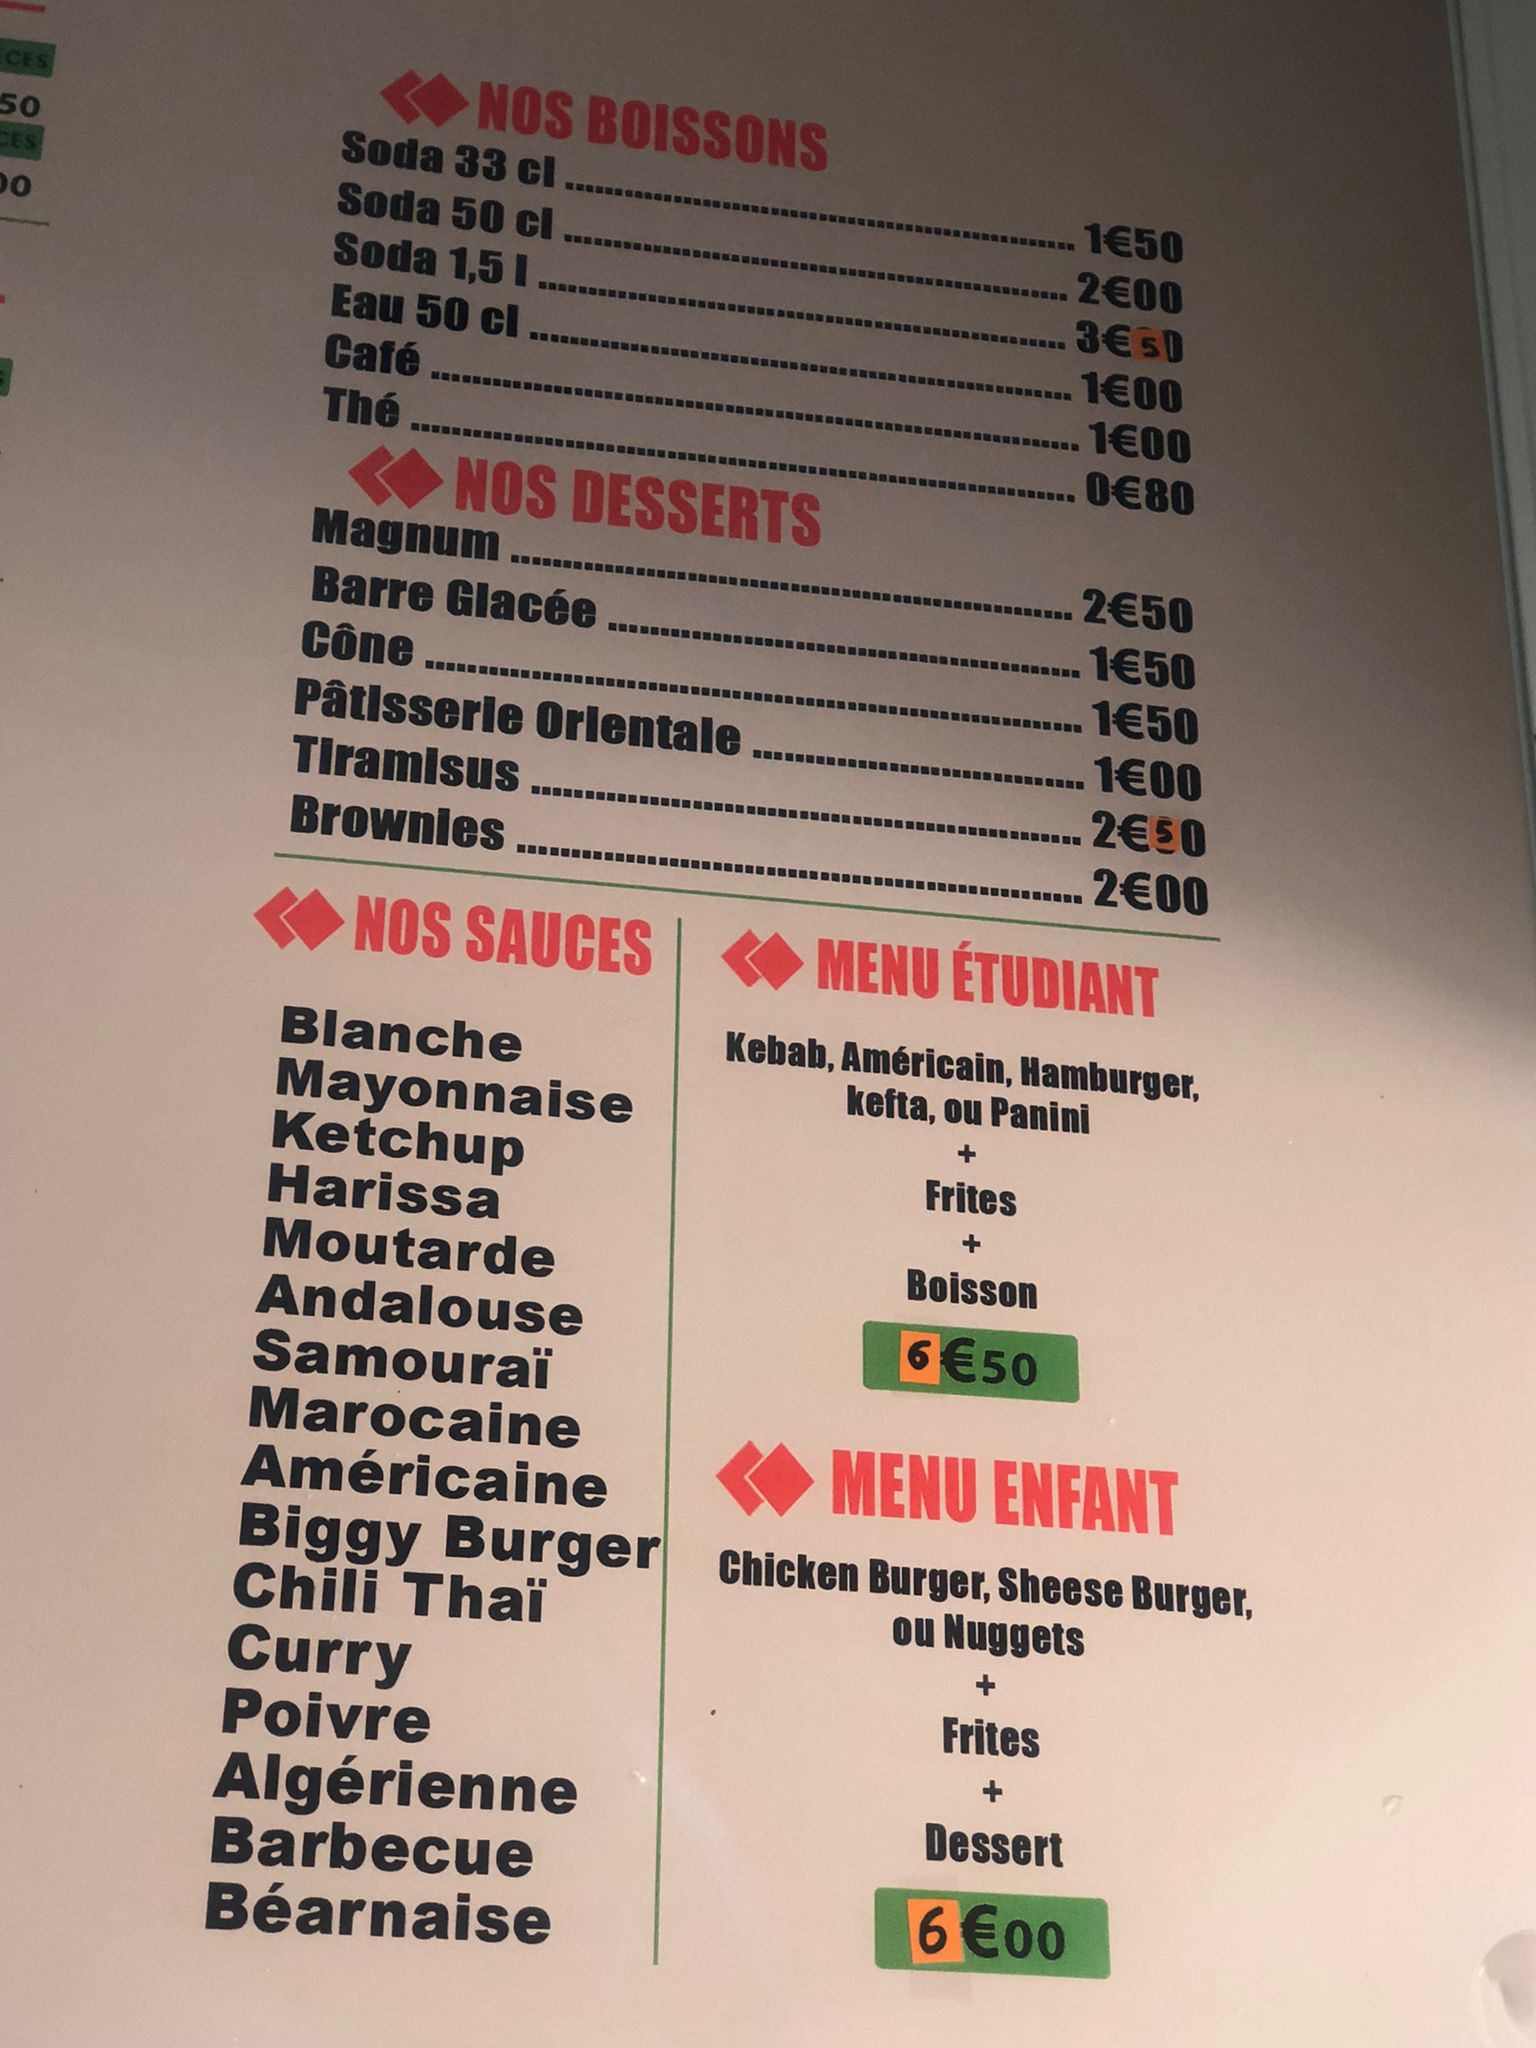 CES
50
CES
00
NOS BOISSONS
Soda 33 cl 1€50
Soda 50 cl 2€00
Soda 1,5 l 3€50
Eau 50 cl 1€00
Café 1€00
Thé 0€80
NOS DESSERTS
Magnum 2€50
Barre Glacée 1€50
Cône 1€50
Pâtisserie Orientale 1€00
Tiramisus 2€50
Brownies 2€00
NOS SAUCES
Blanche
Mayonnaise
Ketchup
Harissa
Moutarde
Andalouse
Samouraï
Marocaine
Américaine
Biggy Burger
Chili Thaï
Curry
Poivre
Algérienne
Barbecue
Béarnaise
MENU ÉTUDIANT
Kebab, Américain, Hamburger,
kefta, ou Panini
+
Frites
+
Boisson
6€50
MENU ENFANT
Chicken Burger, Sheese Burger,
ou Nuggets
+
Frites
+
Dessert
6€00